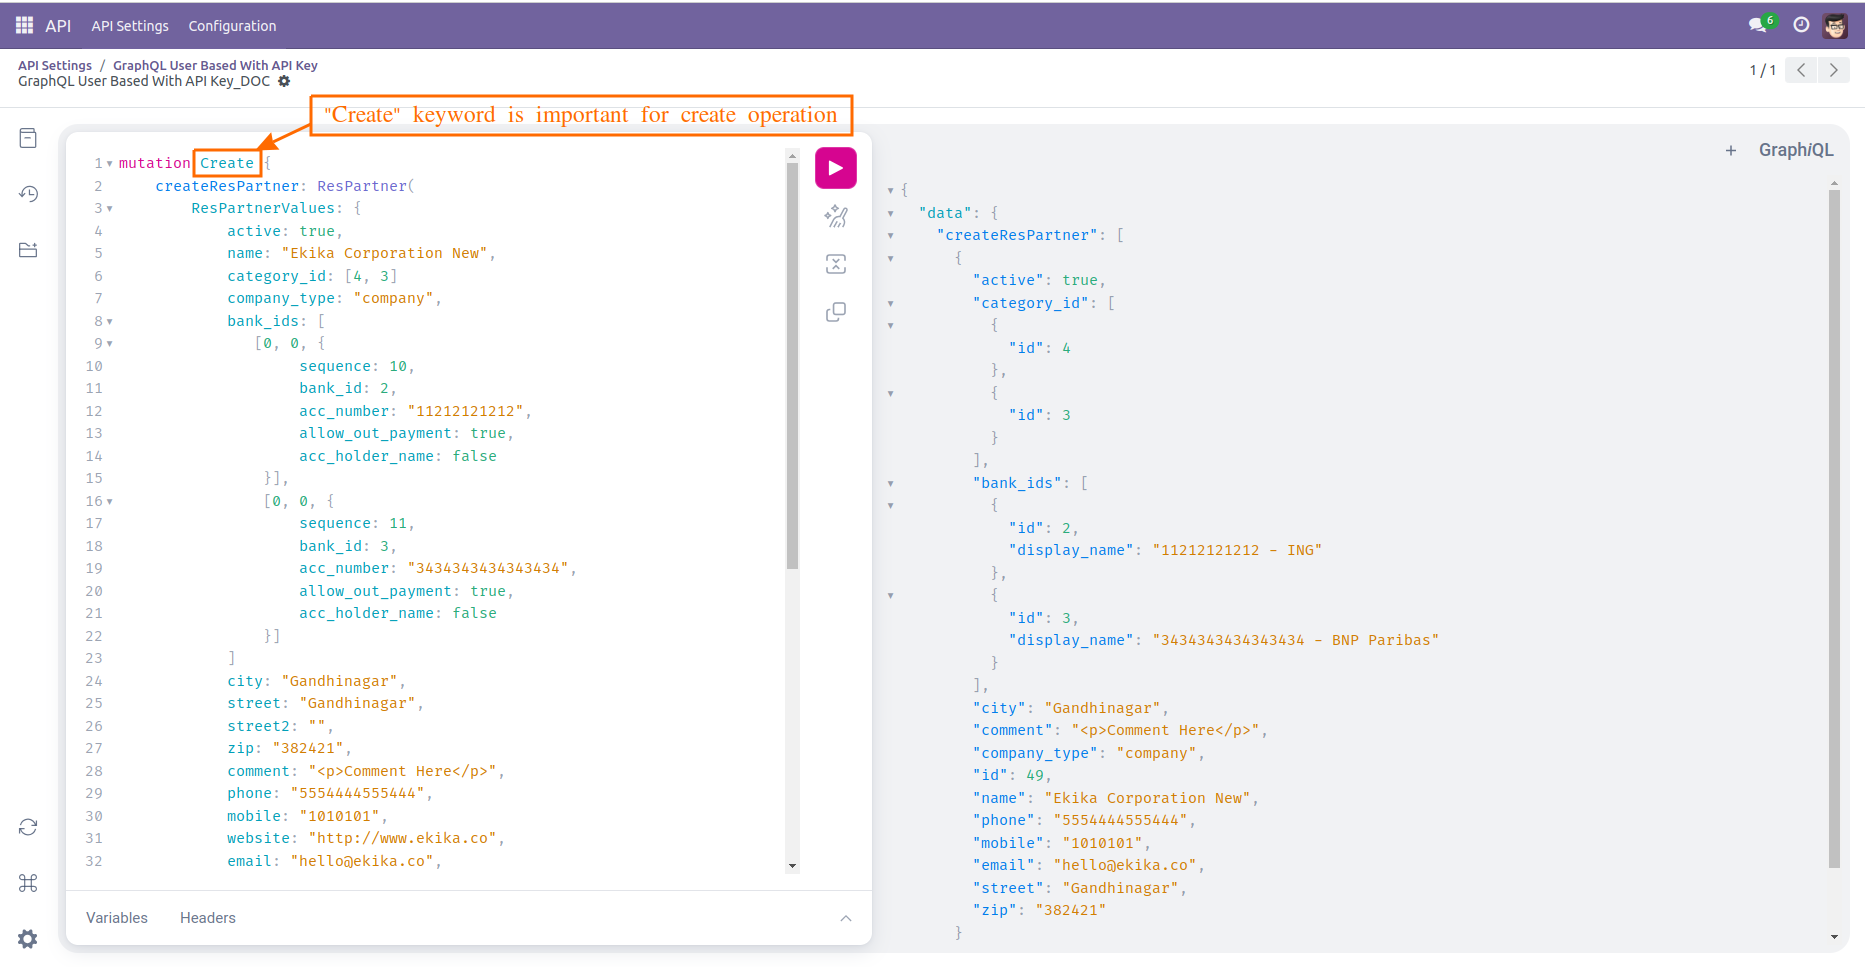 API API Settings Configuration 6
API Settings / GraphQL User Based With API Key
GraphQL User Based With API Key_DOC
1 / 1
"Create" keyword is important for create operation
1 mutation Create {
2 createResPartner: ResPartner(
3 ResPartnerValues: {
4 active: true,
5 name: "Ekika Corporation New",
6 category_id: [4, 3]
7 company_type: "company",
8 bank_ids: [
9 [0, 0, {
10 sequence: 10,
11 bank_id: 2,
12 acc_number: "11212121212",
13 allow_out_payment: true,
14 acc_holder_name: false
15 }],
16 [0, 0, {
17 sequence: 11,
18 bank_id: 3,
19 acc_number: "3434343434343434",
20 allow_out_payment: true,
21 acc_holder_name: false
22 }]
23 ]
24 city: "Gandhinagar",
25 street: "Gandhinagar",
26 street2: "",
27 zip: "382421",
28 comment: "<p>Comment Here</p>",
29 phone: "5554444555444",
30 mobile: "1010101",
31 website: "http://www.ekika.co",
32 email: "hello@ekika.co",
Variables Headers
+ GraphiQL
{
"data": {
"createResPartner": [
{
"active": true,
"category_id": [
{
"id": 4
},
{
"id": 3
}
],
"bank_ids": [
{
"id": 2,
"display_name": "11212121212 - ING"
},
{
"id": 3,
"display_name": "3434343434343434 - BNP Paribas"
}
],
"city": "Gandhinagar",
"comment": "<p>Comment Here</p>",
"company_type": "company",
"id": 49,
"name": "Ekika Corporation New",
"phone": "5554444555444",
"mobile": "1010101",
"email": "hello@ekika.co",
"street": "Gandhinagar",
"zip": "382421"
}